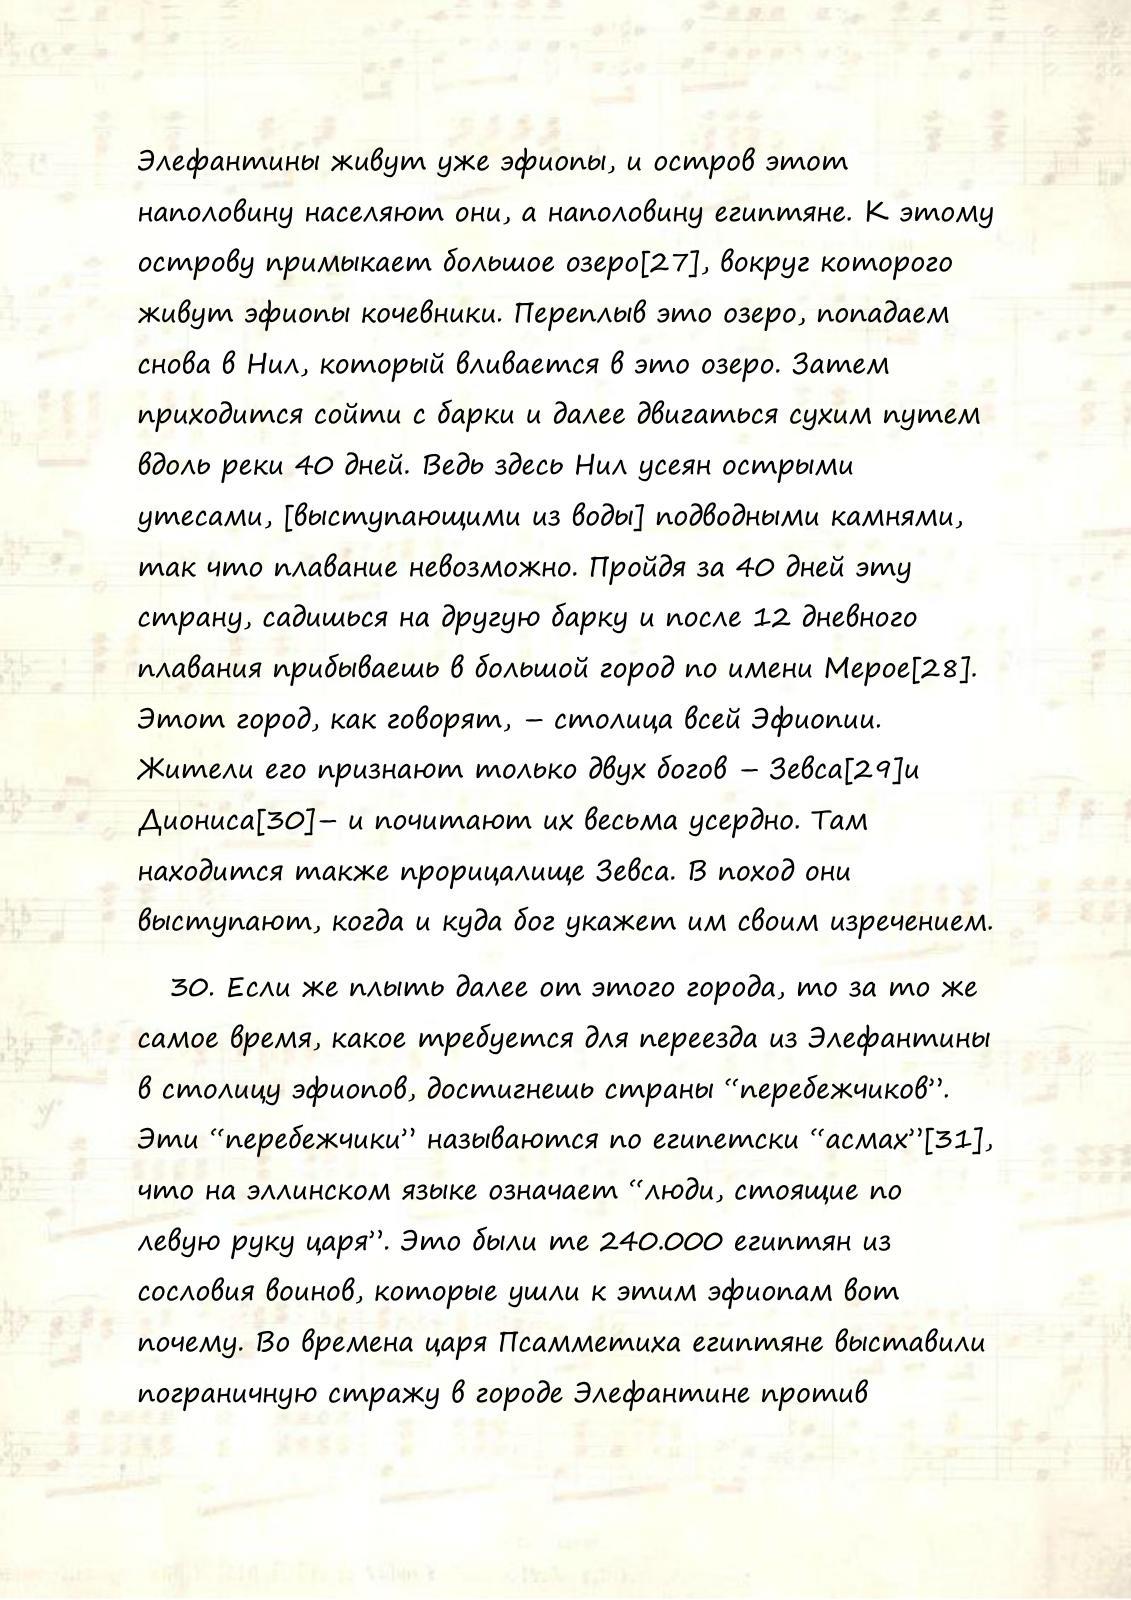 Элефантины живут уже эфиопы, и остров этот
наполовину населяют они, а наполовину египтяне. К этому
острову примыкает большое озеро[27], вокруг которого
живут эфиопы кочевники. Переплыв это озеро, попадаем
снова в Нил, который вливается в это озеро. Затем
приходится сойти с барки и далее двигаться сухим путем
вдоль реки 40 дней. Ведь здесь Нил усеян острыми
утесами, [выступающими из воды] подводными камнями,
так что плавание невозможно. Пройдя за 40 дней эту
страну, садишься на другую барку и после 12 дневного
плавания прибываешь в большой город по имени Мерое[28].
Этот город, как говорят, – столица всей Эфиопии.
Жители его признают только двух богов – Зевса[29]и
Диониса[30]– и почитают их весьма усердно. Там
находится также прорицалище Зевса. В поход они
выступают, когда и куда бог укажет им своим изречением.
30. Если же плыть далее от этого города, то за то же
самое время, какое требуется для переезда из Элефантины
в столицу эфиопов, достигнешь страны “перебежчиков”.
Эти “перебежчики” называются по египетски “асмах”[31],
что на эллинском языке означает “люди, стоящие по
левую руку царя”. Это были те 240.000 египтян из
сословия воинов, которые ушли к этим эфиопам вот
почему. Во времена царя Псамметиха египтяне выставили
пограничную стражу в городе Элефантине против